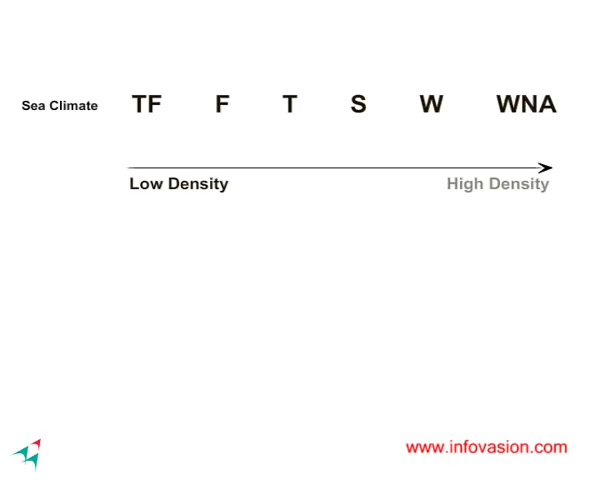 Sea Climate TF F T S W WNA
Low Density High Density
www.infovasion.com